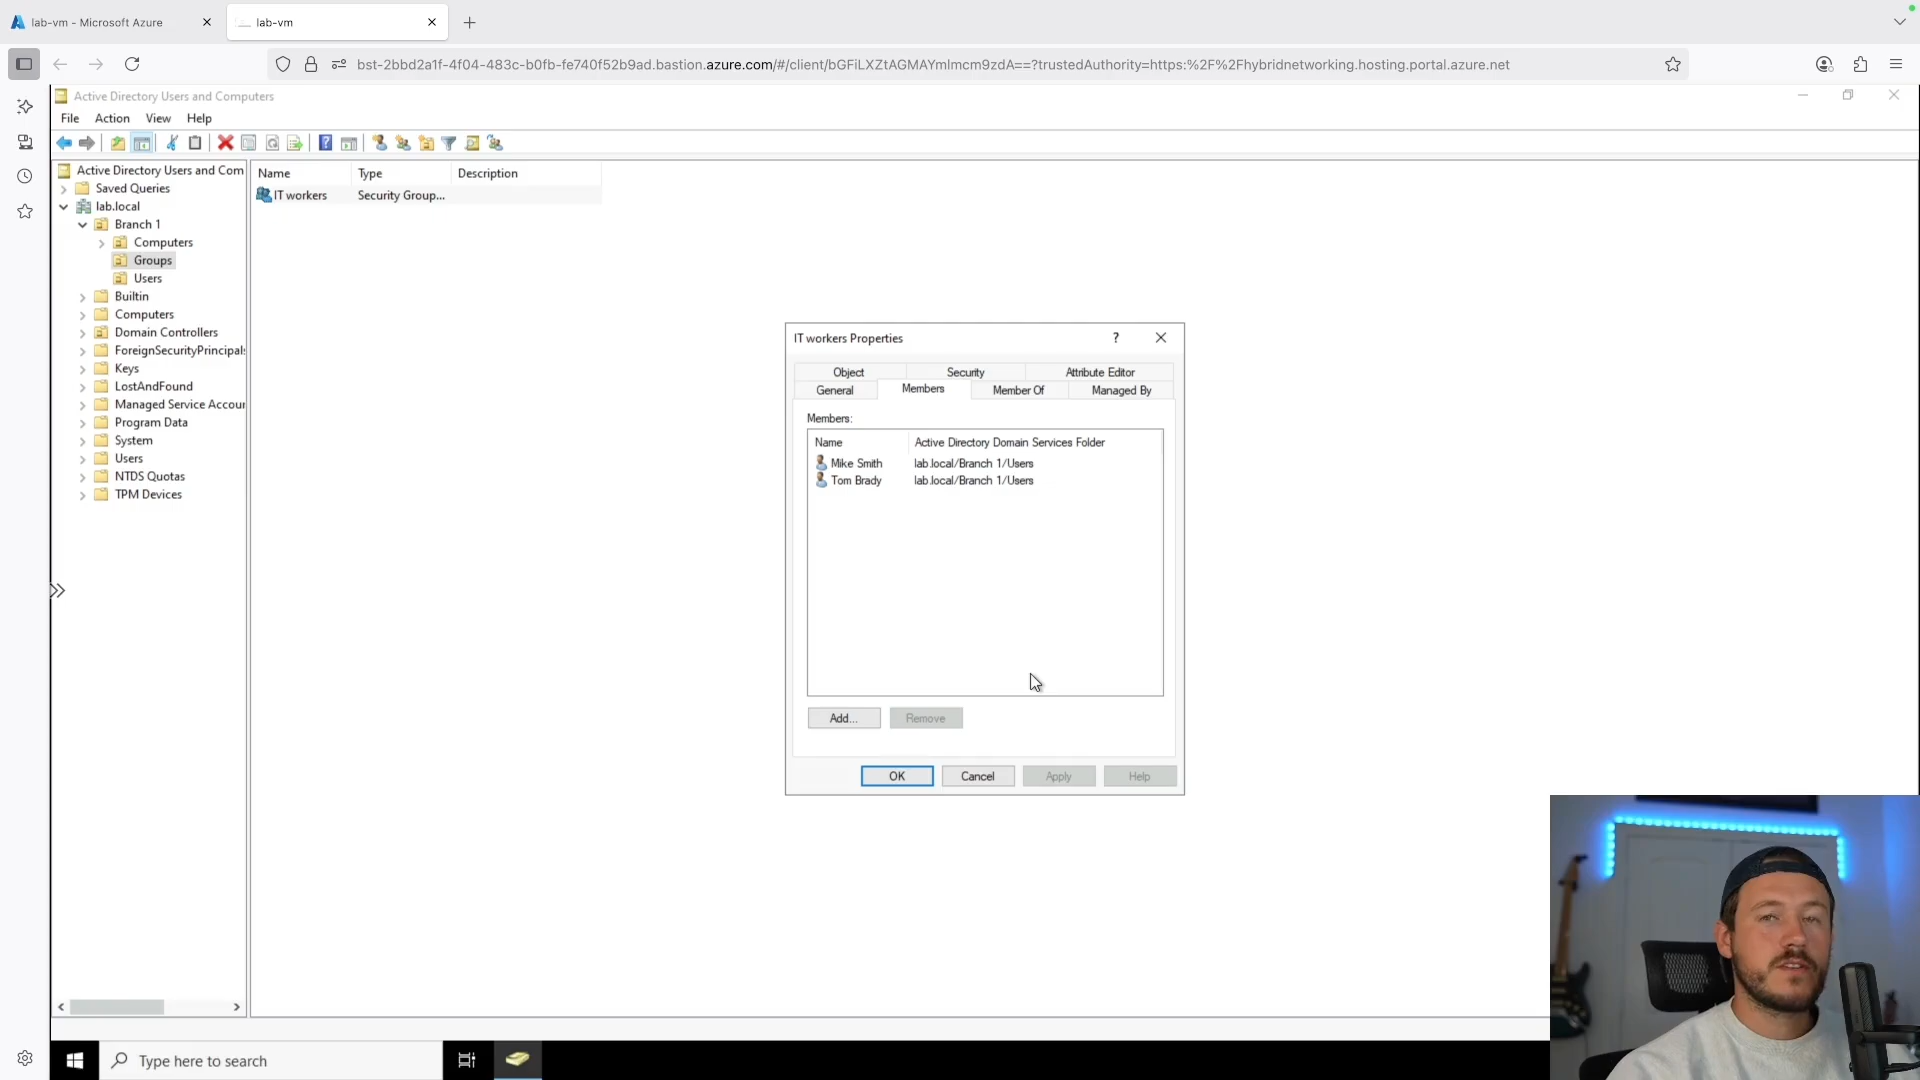 lab-vm - Microsoft Azure
lab-vm
bst-2bbd2a1f-4f04-483c-b0fb-fe740f52b9ad.bastion.azure.com/#/client/bGFiLXZtAGMAYmlmcm9zdA==?trustedAuthority=https:%2F%2Fhybridnetworking.hosting.portal.azure.net
Active Directory Users and Computers
File Action View Help
Active Directory Users and Com
Saved Queries
lab.local
Branch 1
Computers
Groups
Users
Builtin
Computers
Domain Controllers
ForeignSecurityPrincipals
Keys
LostAndFound
Managed Service Accour
Program Data
System
Users
NTDS Quotas
TPM Devices
Name Type Description
IT workers Security Group...
IT workers Properties
?
Object Security Attribute Editor
General Members Member Of Managed By
Members:
Name Active Directory Domain Services Folder
Mike Smith lab.local/Branch 1/Users
Tom Brady lab.local/Branch 1/Users
Add... Remove
OK Cancel Apply Help
Type here to search